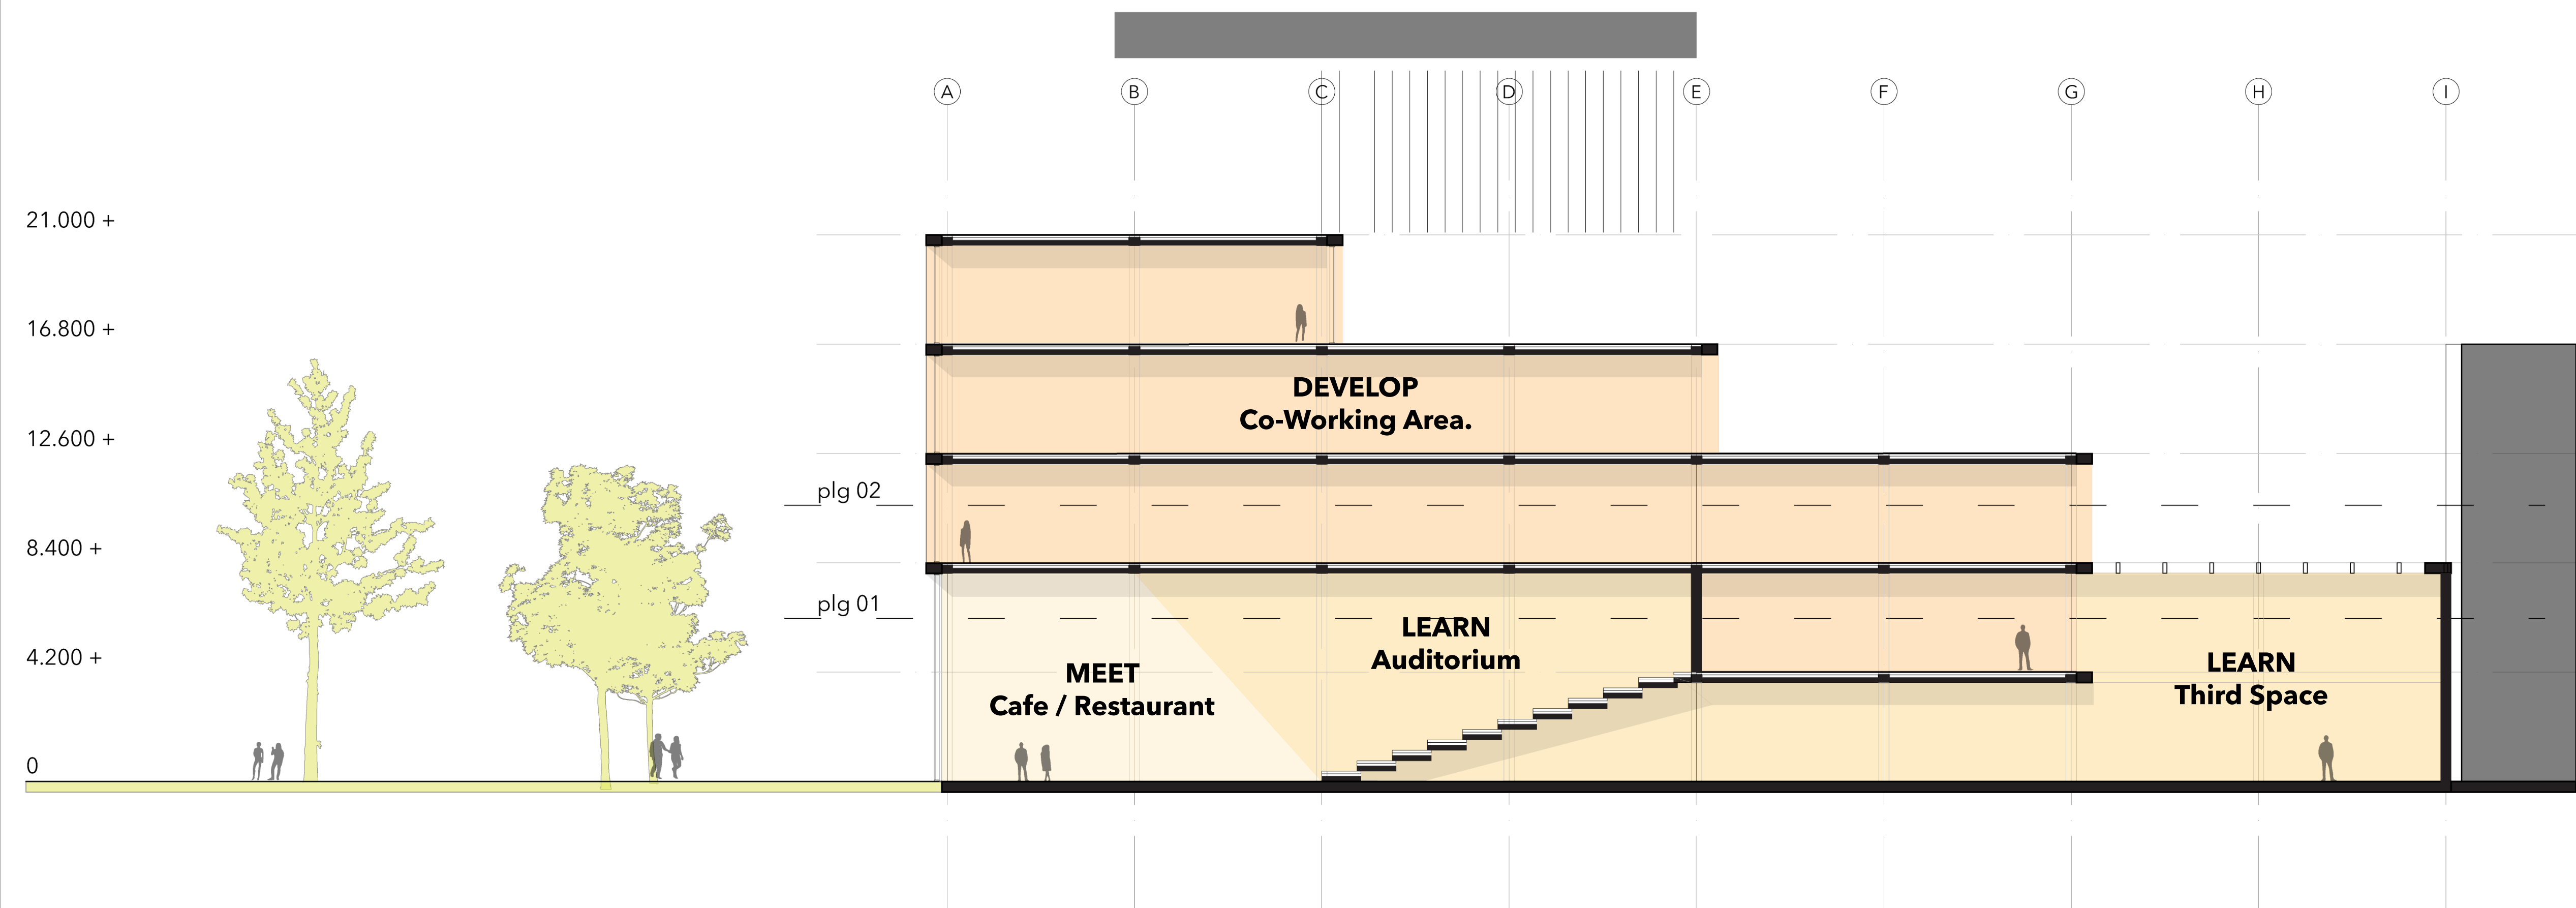 A B C D E F G H I
21.000 +
16.800 +
DEVELOP
Co-Working Area.
12.600 +
plg 02
8.400 +
plg 01
LEARN
Auditorium
4.200 +
MEET
Cafe / Restaurant
LEARN
Third Space
0